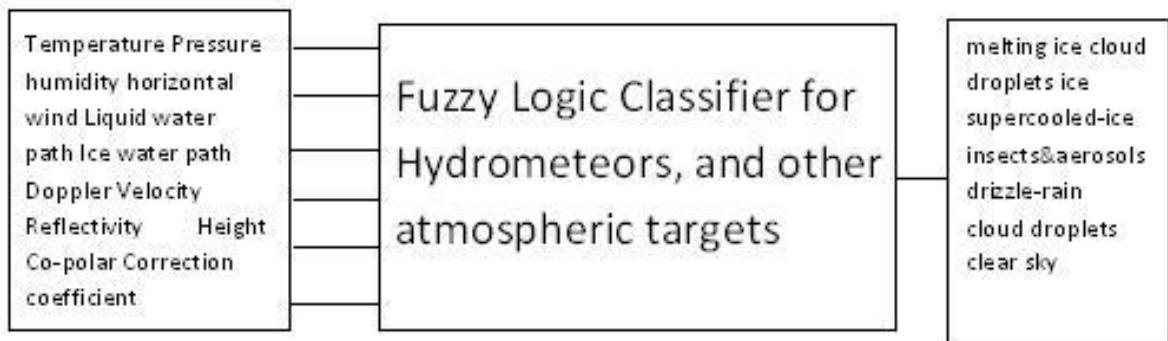 Temperature Pressure
humidity horizontal
wind Liquid water
path Ice water path
Doppler Velocity
Reflectivity Height
Co-polar Correction
coefficient
Fuzzy Logic Classifier for
Hydrometeors, and other
atmospheric targets
melting ice cloud
droplets ice
supercooled-ice
insects&aerosols
drizzle-rain
cloud droplets
clear sky